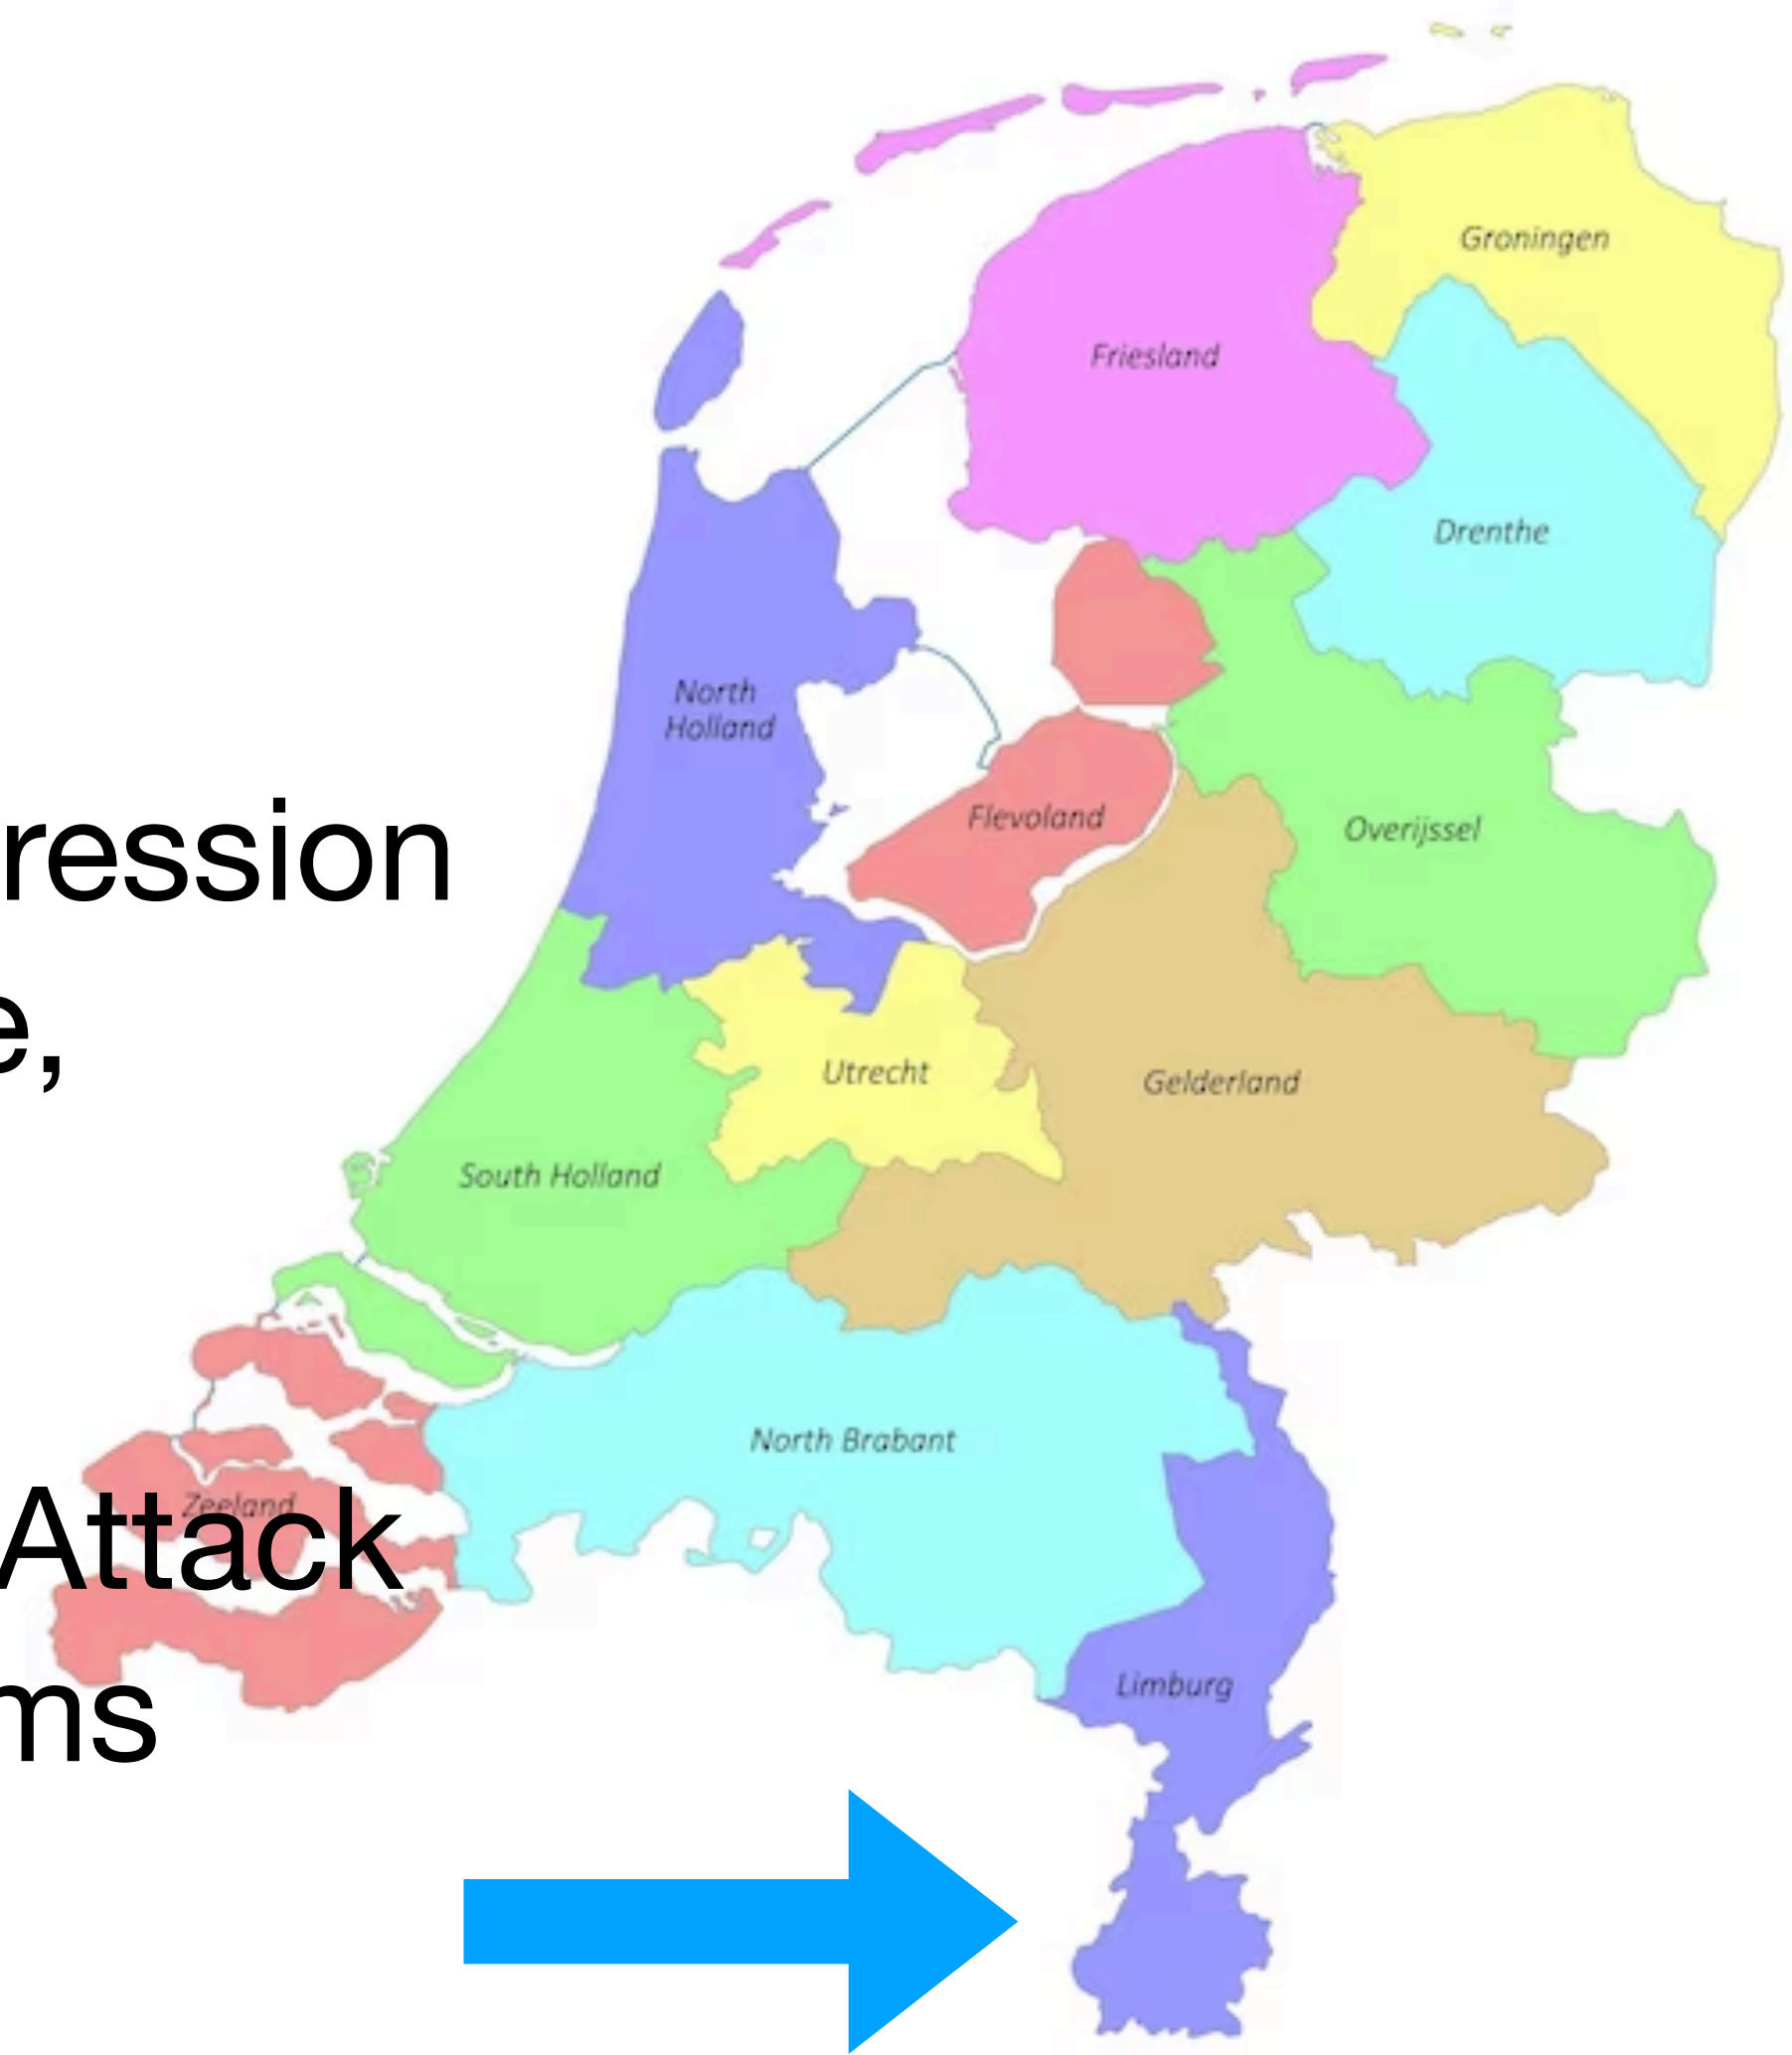 Groningen
Friesland
Drenthe
North
Holland
Flevoland
Overijssel
ression
e,
Utrecht
Gelderland
South Holland
North Brabant
Zeeland
Attack
Limburg
ms